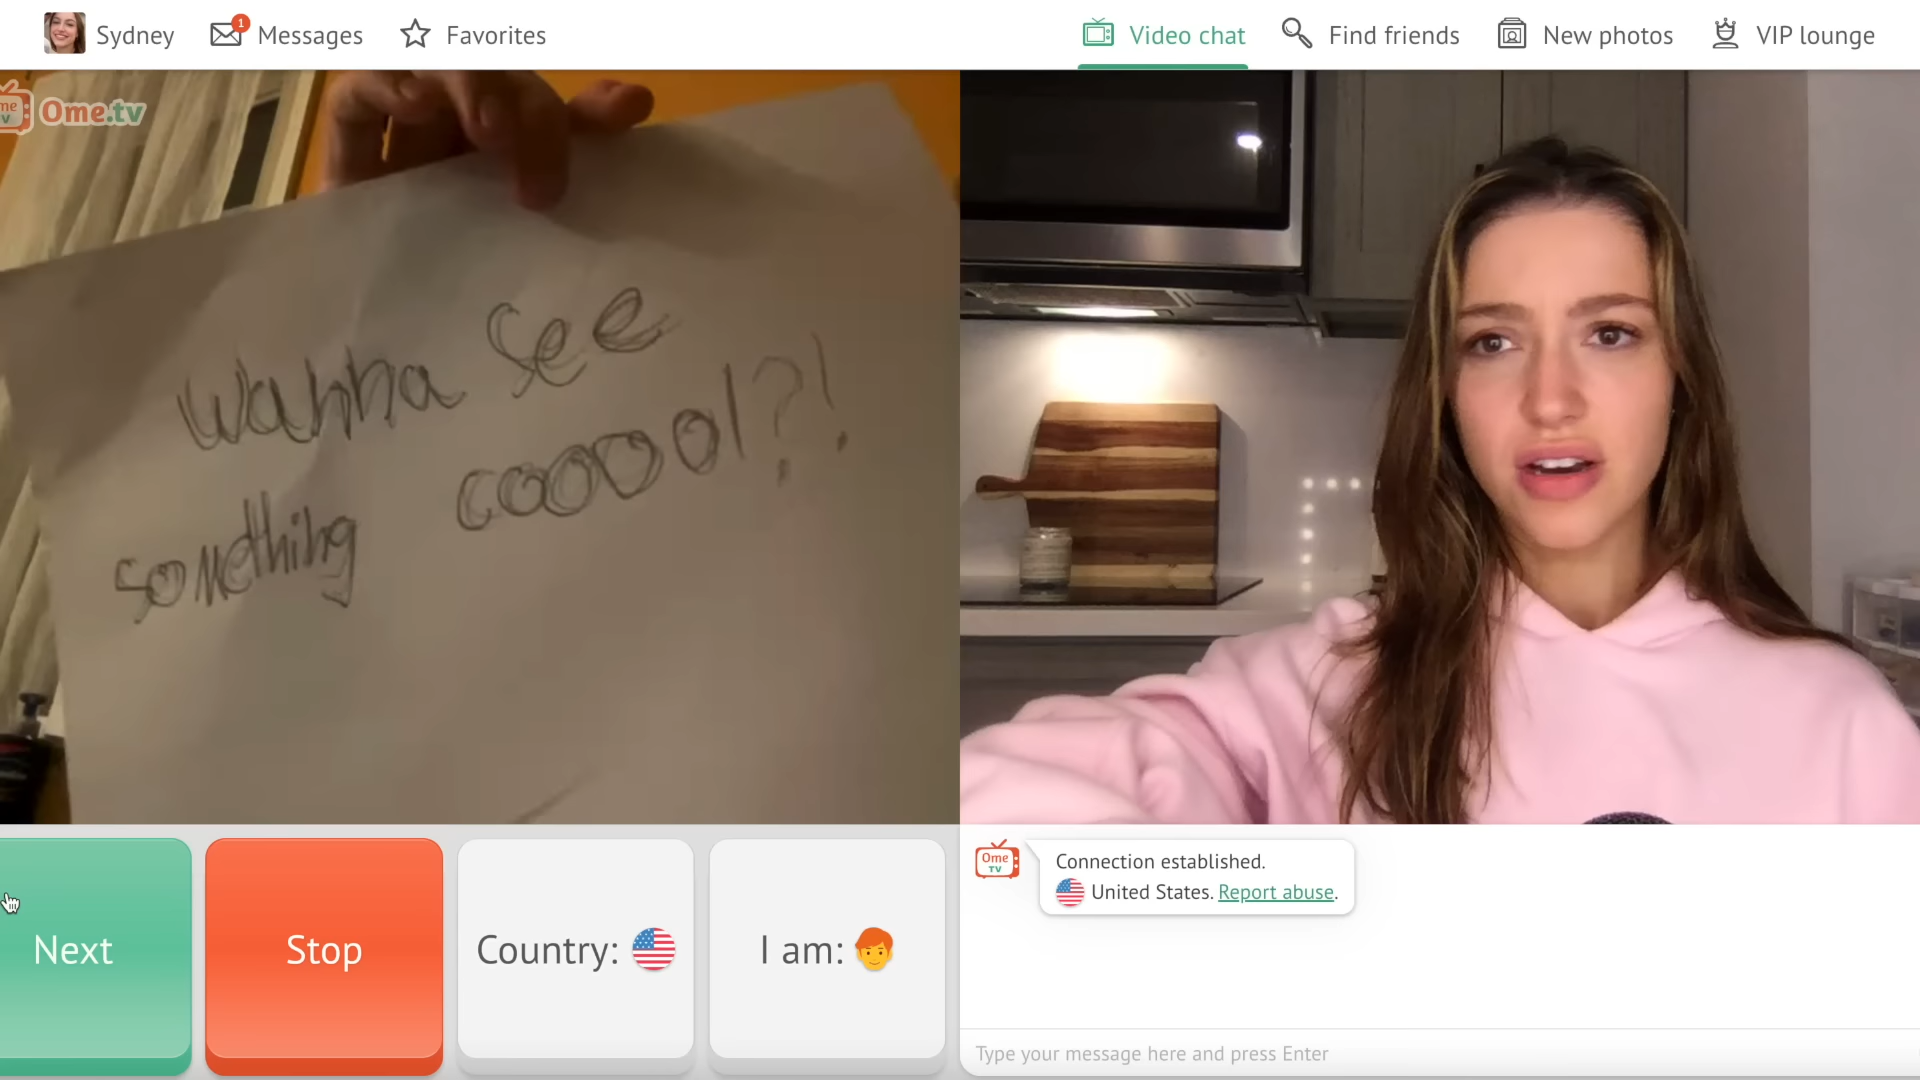 Sydney
1
Messages
Favorites
Video chat
Find friends
New photos
VIP lounge
Ome.tv
wanna see
something cooool?!
Next
Stop
Country:
I am:
Ome
TV
Connection established.
United States. Report abuse.
Type your message here and press Enter